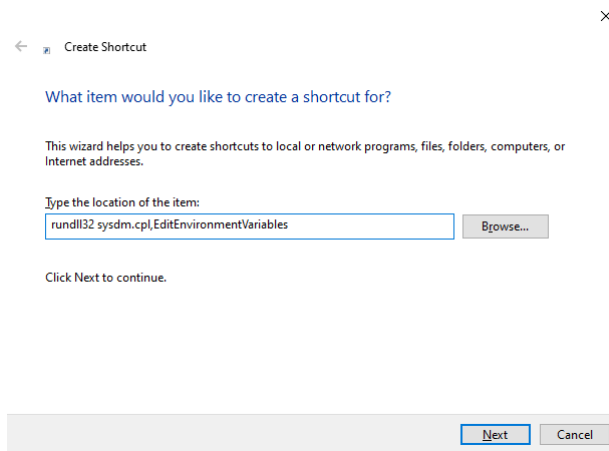 Create Shortcut
What item would you like to create a shortcut for?
This wizard helps you to create shortcuts to local or network programs, files, folders, computers, or
Internet addresses.
Type the location of the item:
rundll32 sysdm.cpl,EditEnvironmentVariables
Browse...
Click Next to continue.
Next
Cancel